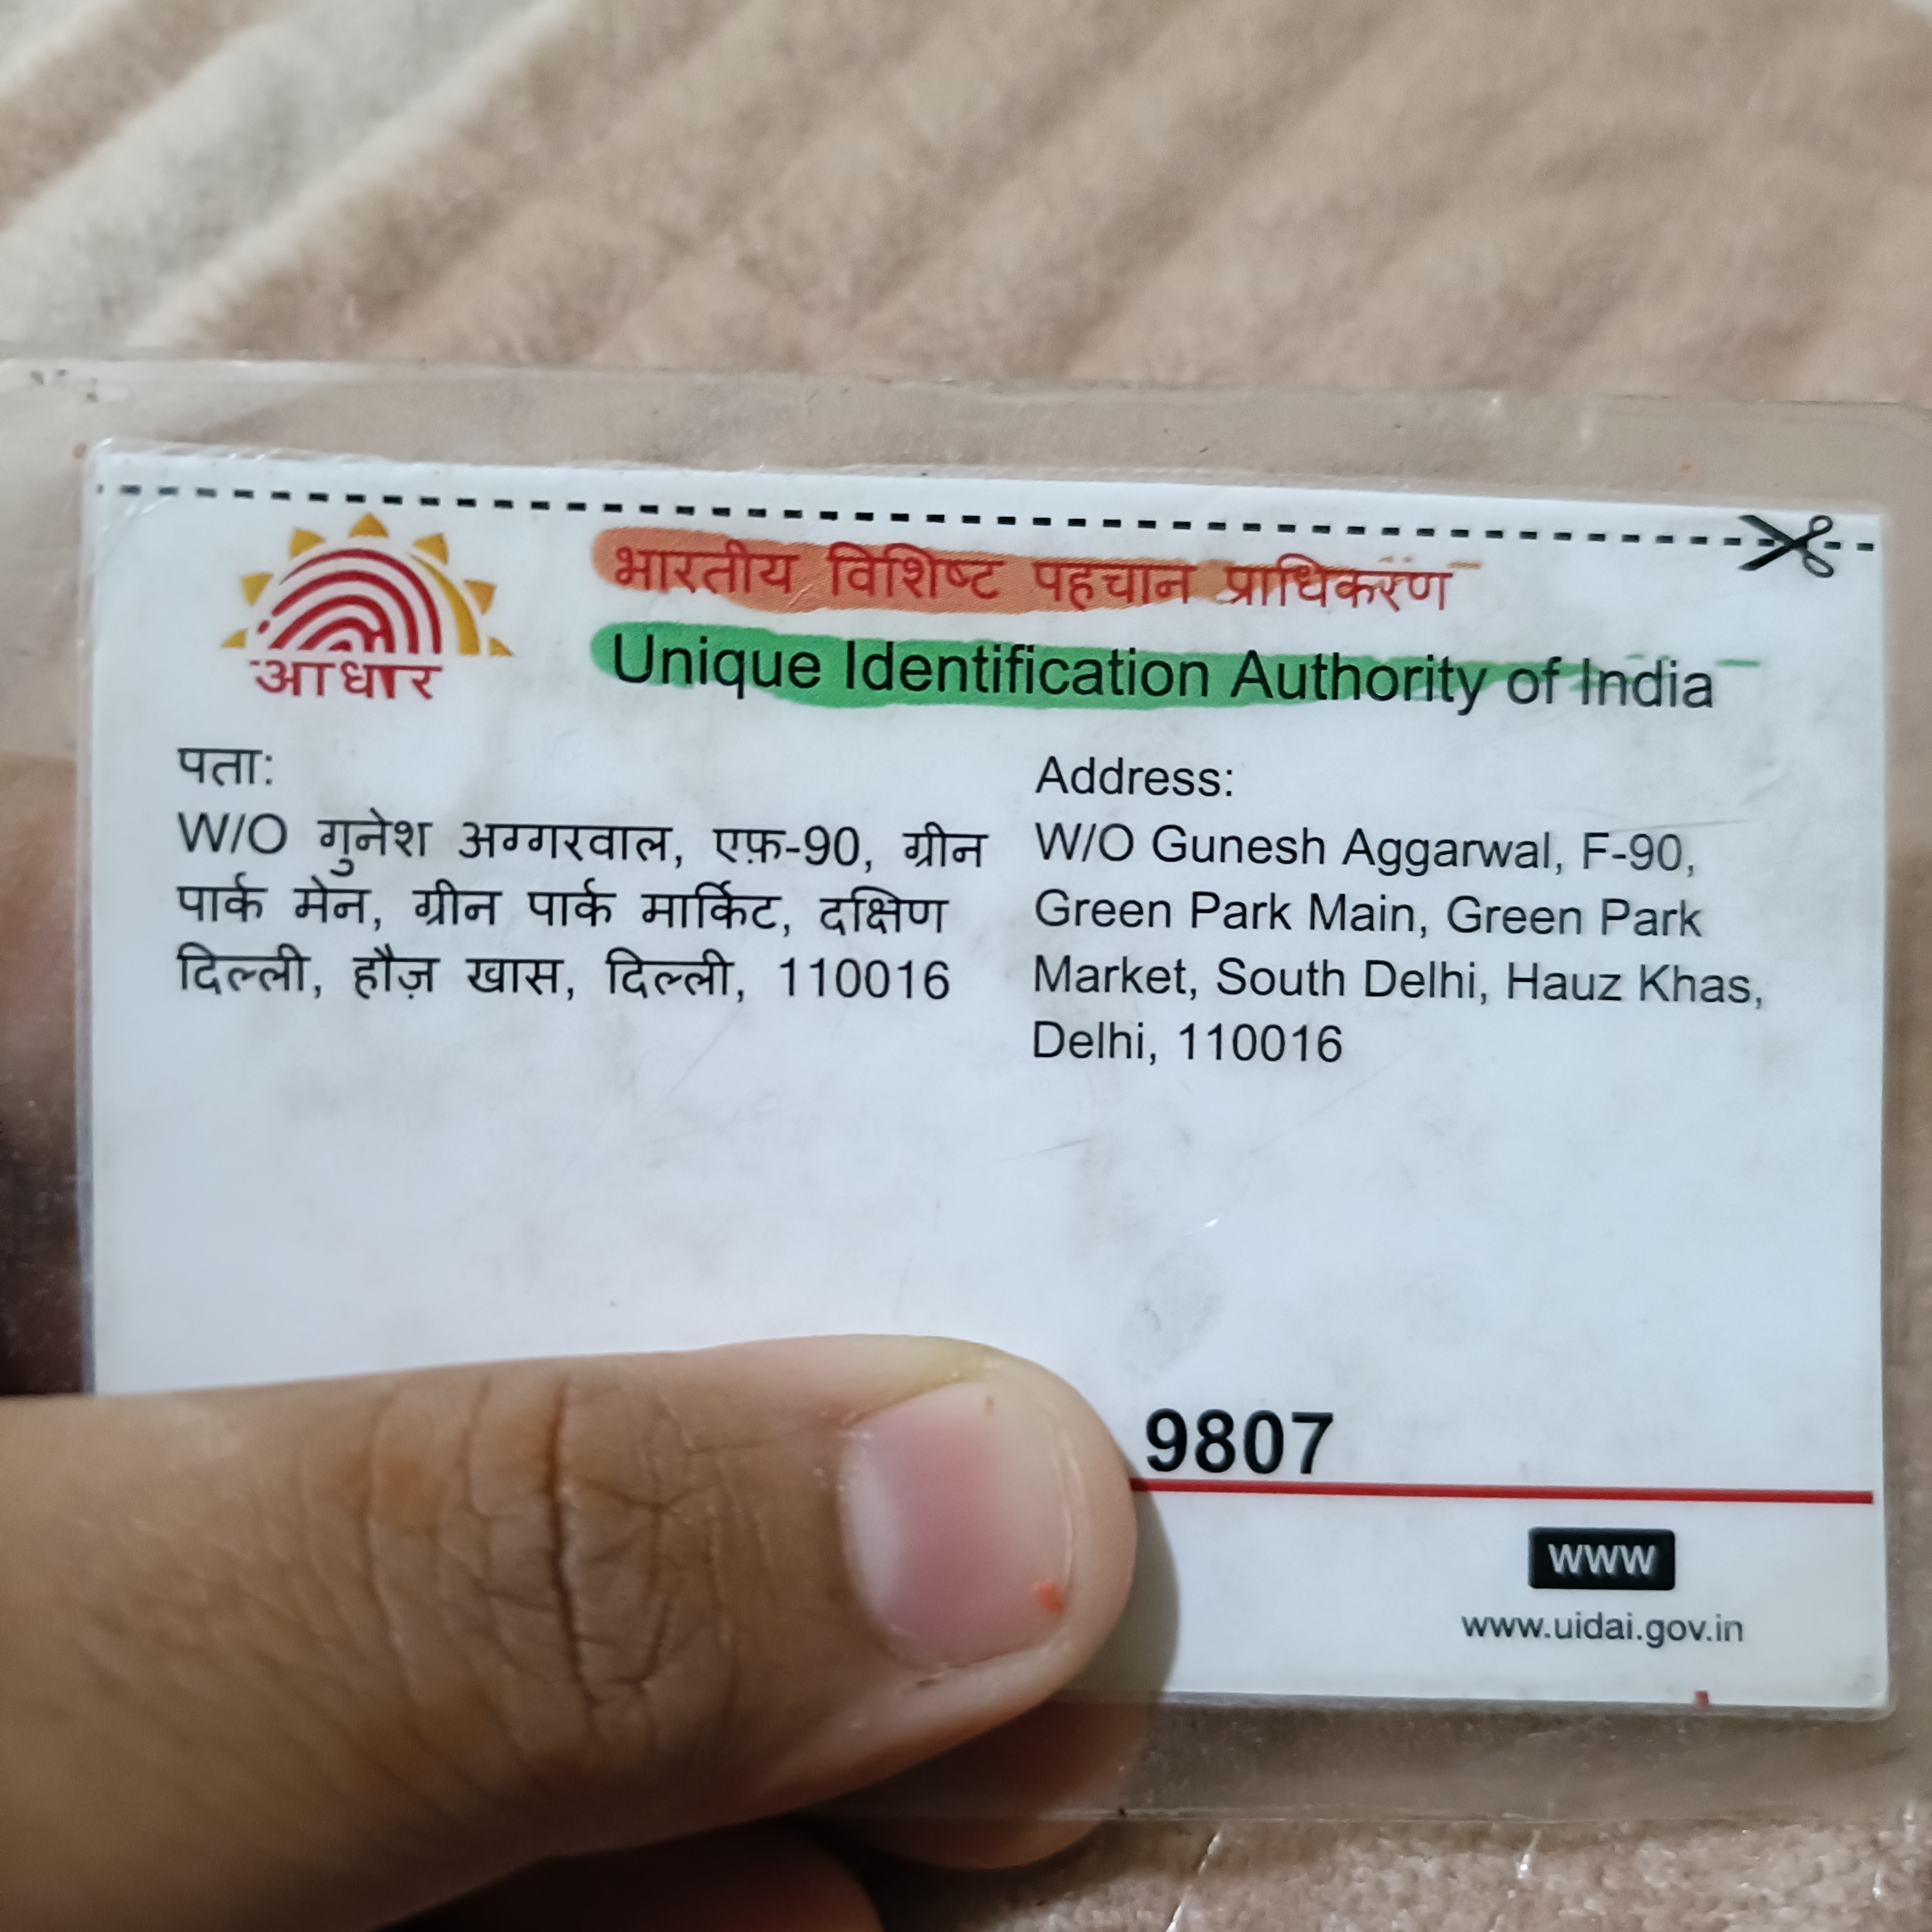 भारतीय विशिष्ट पहचान प्राधिकरण
Unique Identification Authority of India
आधार
पता:
W/O गुनेश अग्गरवाल, एफ़-90, ग्रीन
पार्क मेन, ग्रीन पार्क मार्किट, दक्षिण
दिल्ली, हौज़ खास, दिल्ली, 110016
Address:
W/O Gunesh Aggarwal, F-90,
Green Park Main, Green Park
Market, South Delhi, Hauz Khas,
Delhi, 110016
9807
www
www.uidai.gov.in